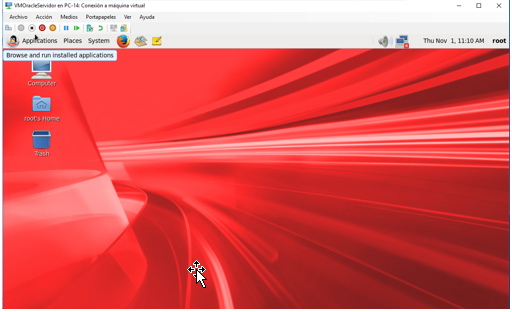 VMOracleServidor en PC-14: Conexión a máquina virtual
Archivo Acción Medios Portapapeles Ver Ayuda
Applications Places System Thu Nov 1, 11:10 AM root
Browse and run installed applications
Computer
root's Home
Trash